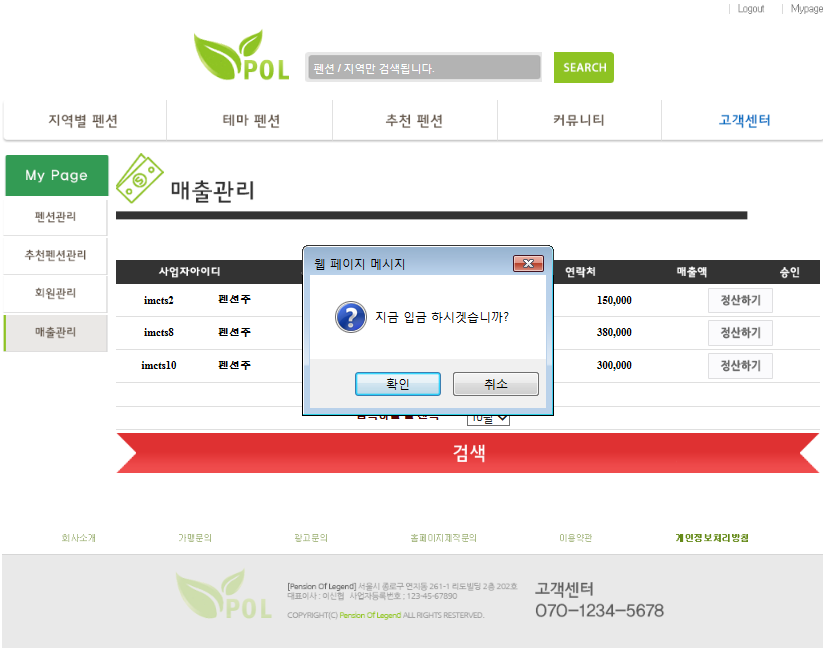 Logout Mypage
POL
펜션 / 지역만 검색됩니다.
SEARCH
지역별 펜션 테마 펜션 추천 펜션 커뮤니티 고객센터
My Page
펜션관리
추천펜션관리
회원관리
매출관리
매출관리
사업자아이디 연락처 매출액 승인
imcts2 펜션주 150,000 정산하기
imcts8 펜션주 380,000 정산하기
imcts10 펜션주 300,000 정산하기
웹 페이지 메시지
지금 입금 하시겟습니까?
확인 취소
10월
검색
회사소개 가맹문의 광고문의 홈페이지제작문의 이용약관 개인정보처리방침
POL
[Pension Of Legend] 서울시 종로구 연지동 261-1 리도빌딩 2층 202호
대표이사 : 이신협 사업자등록번호 : 123-45-67890
COPYRIGHT(C) Pension Of Legend ALL RIGHTS RESTERVED.
고객센터
070-1234-5678